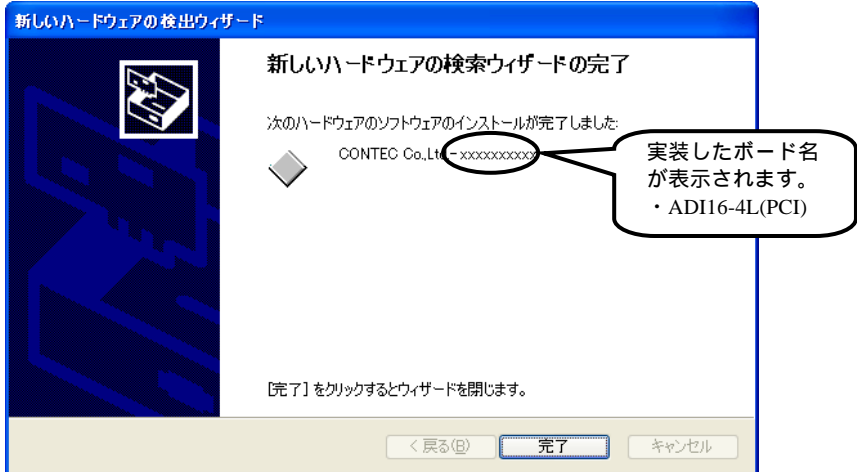 新しいハードウェアの検出ウィザード
新しいハードウェアの検索ウィザードの完了
次のハードウェアのソフトウェアのインストールが完了しました:
CONTEC Co.,Ltd.- xxxxxxxxxx
実装したボード名
が表示されます。
・ADI16-4L(PCI)
[完了] をクリックするとウィザードを閉じます。
< 戻る(B)
完了
キャンセル